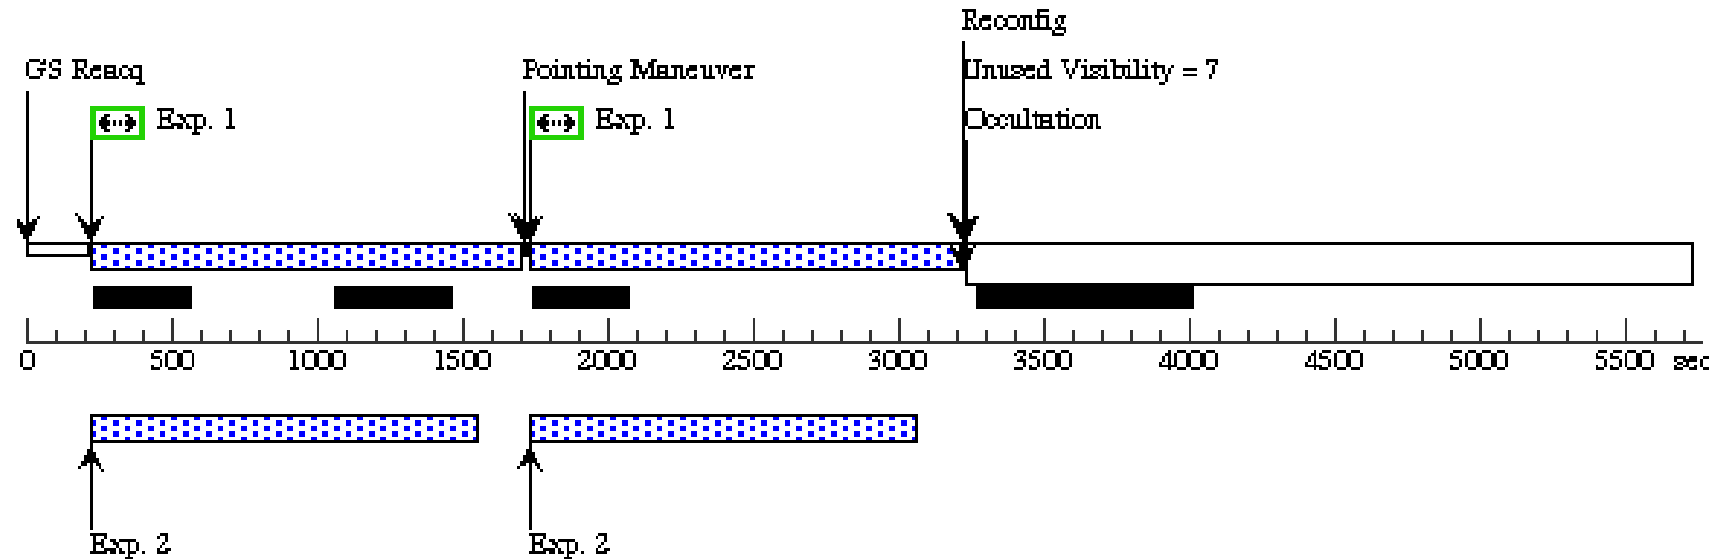 Reconfig
GS Reacq
Pointing Maneuver
Unused Visibility = 7
Exp. 1
Exp. 1
Occultation
0 500 1000 1500 2000 2500 3000 3500 4000 4500 5000 5500 sec
Exp. 2
Exp. 2